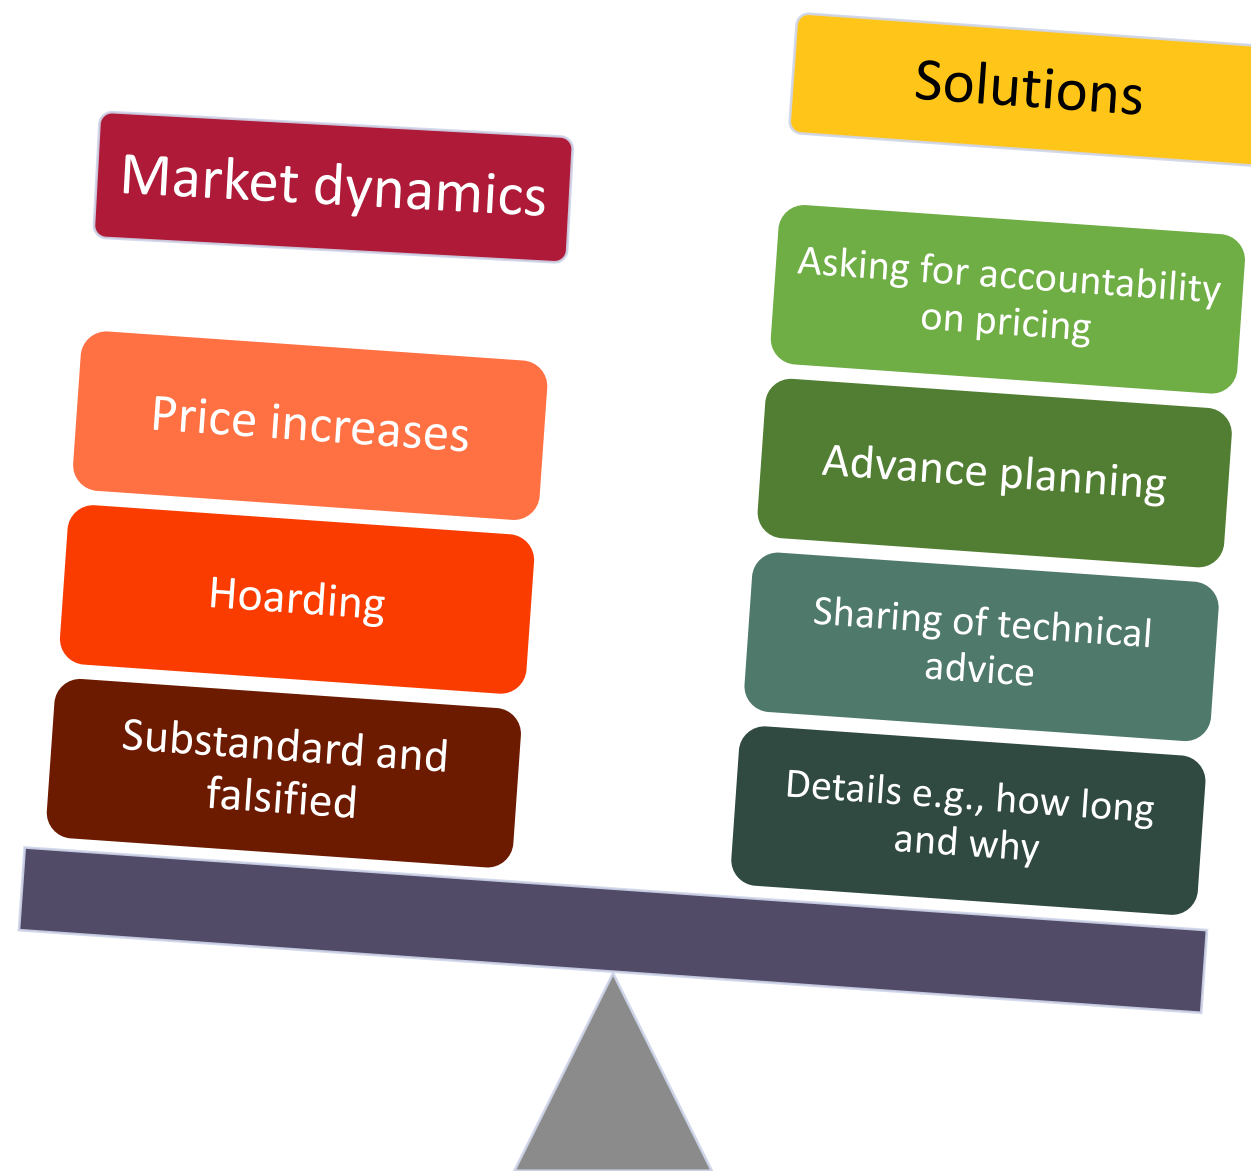 Market dynamics
Price increases
Hoarding
Substandard and
falsified
Solutions
Asking for accountability
on pricing
Advance planning
Sharing of technical
advice
Details e.g., how long
and why